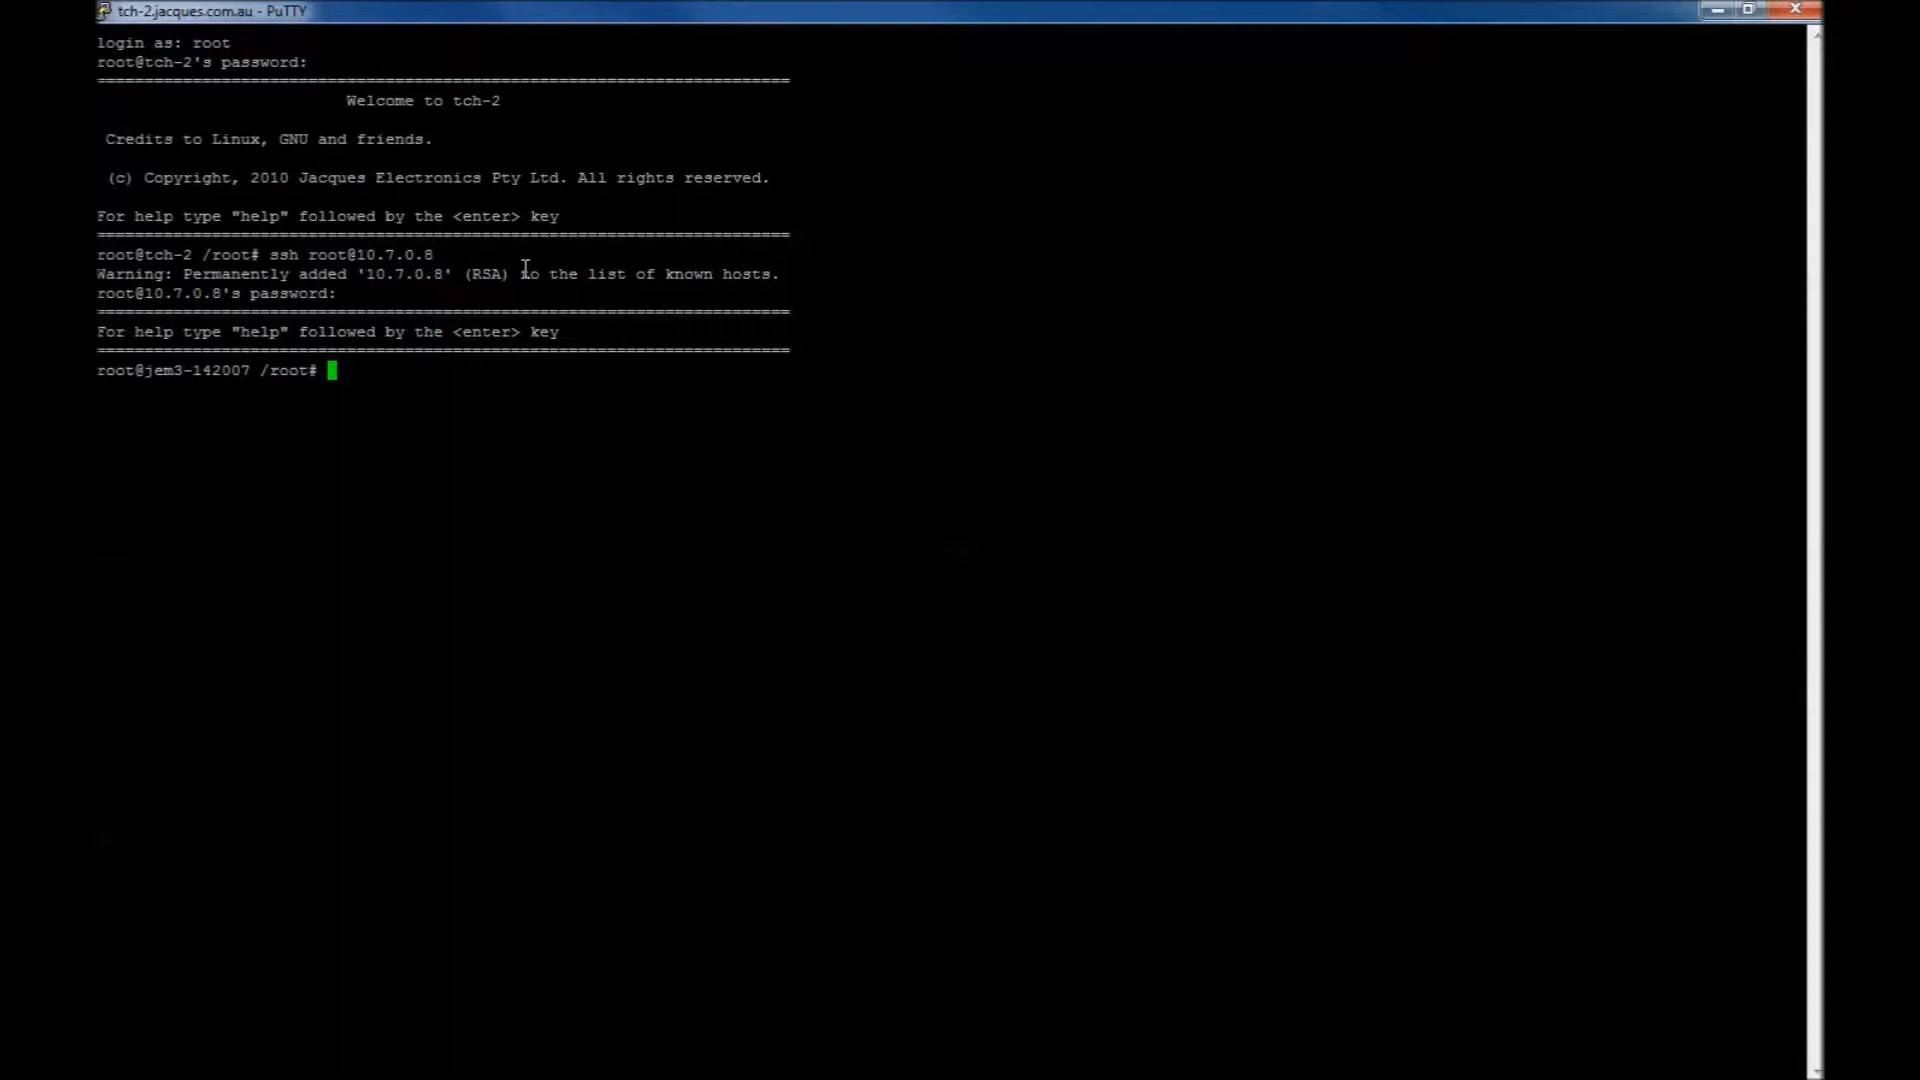 tch-2.jacques.com.au - PuTTY
login as: root
root@tch-2's password:
================================================================================
Welcome to tch-2
Credits to Linux, GNU and friends.
(c) Copyright, 2010 Jacques Electronics Pty Ltd. All rights reserved.
For help type "help" followed by the <enter> key
================================================================================
root@tch-2 /root# ssh root@10.7.0.8
Warning: Permanently added '10.7.0.8' (RSA) to the list of known hosts.
root@10.7.0.8's password:
================================================================================
For help type "help" followed by the <enter> key
================================================================================
root@jem3-142007 /root#